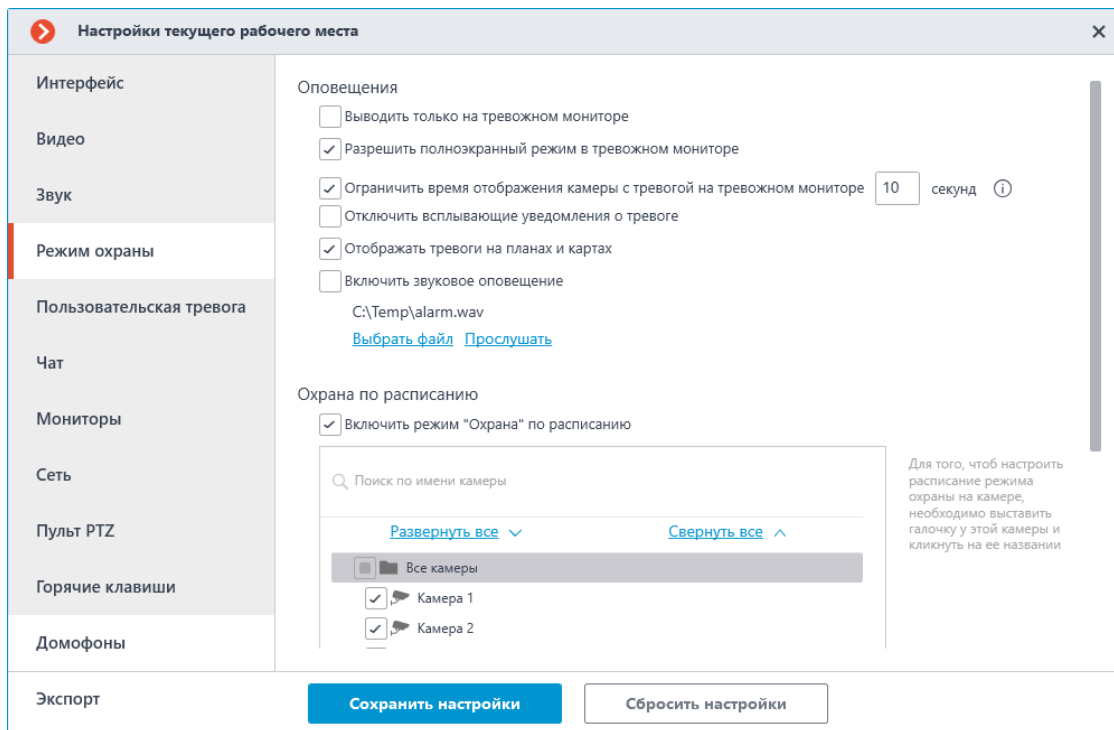 Настройки текущего рабочего места
Интерфейс
Видео
Звук
Режим охраны
Пользовательская тревога
Чат
Мониторы
Сеть
Пульт PTZ
Горячие клавиши
Домофоны
Экспорт
Оповещения
Выводить только на тревожном мониторе
Разрешить полноэкранный режим в тревожном мониторе
Ограничить время отображения камеры с тревогой на тревожном мониторе 10 секунд
Отключить всплывающие уведомления о тревоге
Отображать тревоги на планах и картах
Включить звуковое оповещение
C:\Temp\alarm.wav
Выбрать файл Прослушать
Охрана по расписанию
Включить режим "Охрана" по расписанию
Поиск по имени камеры
Развернуть все Свернуть все
Все камеры
Камера 1
Камера 2
Для того, чтоб настроить
расписание режима
охраны на камере,
необходимо выставить
галочку у этой камеры и
кликнуть на ее названии
Сохранить настройки Сбросить настройки